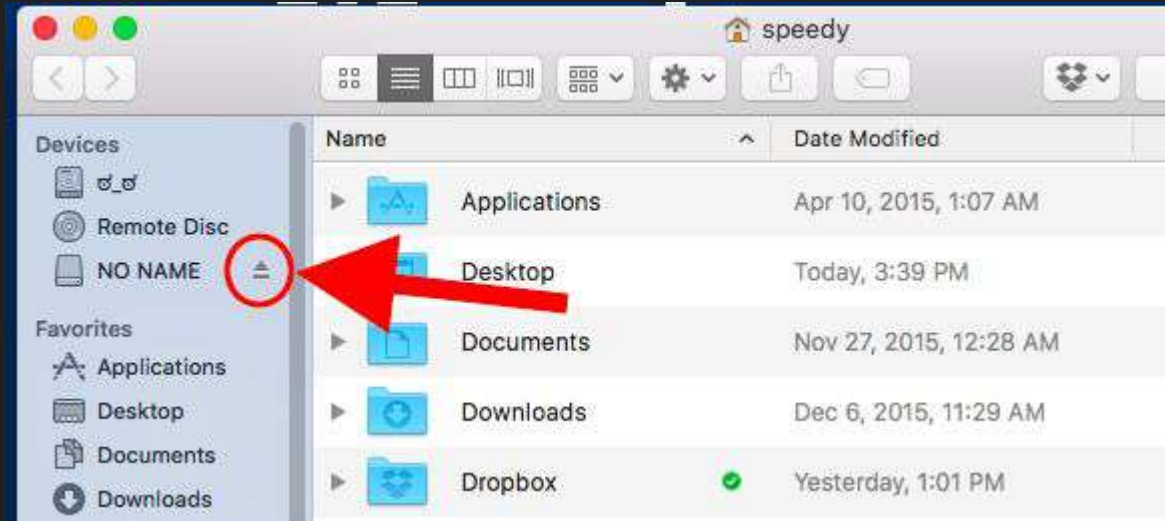 speedy
Devices
ಠ_ಠ
Remote Disc
NO NAME
Favorites
Applications
Desktop
Documents
Downloads
Name Date Modified
Applications Apr 10, 2015, 1:07 AM
Desktop Today, 3:39 PM
Documents Nov 27, 2015, 12:28 AM
Downloads Dec 6, 2015, 11:29 AM
Dropbox Yesterday, 1:01 PM